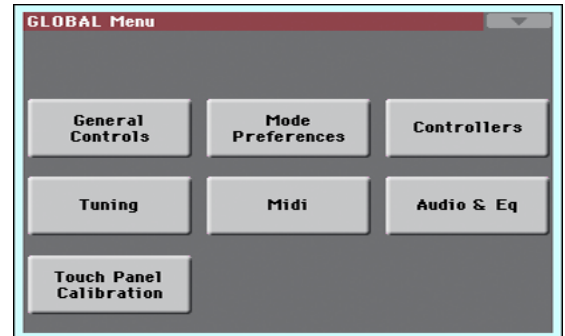 GLOBAL Menu
General
Controls
Mode
Preferences
Controllers
Tuning
Midi
Audio & Eq
Touch Panel
Calibration